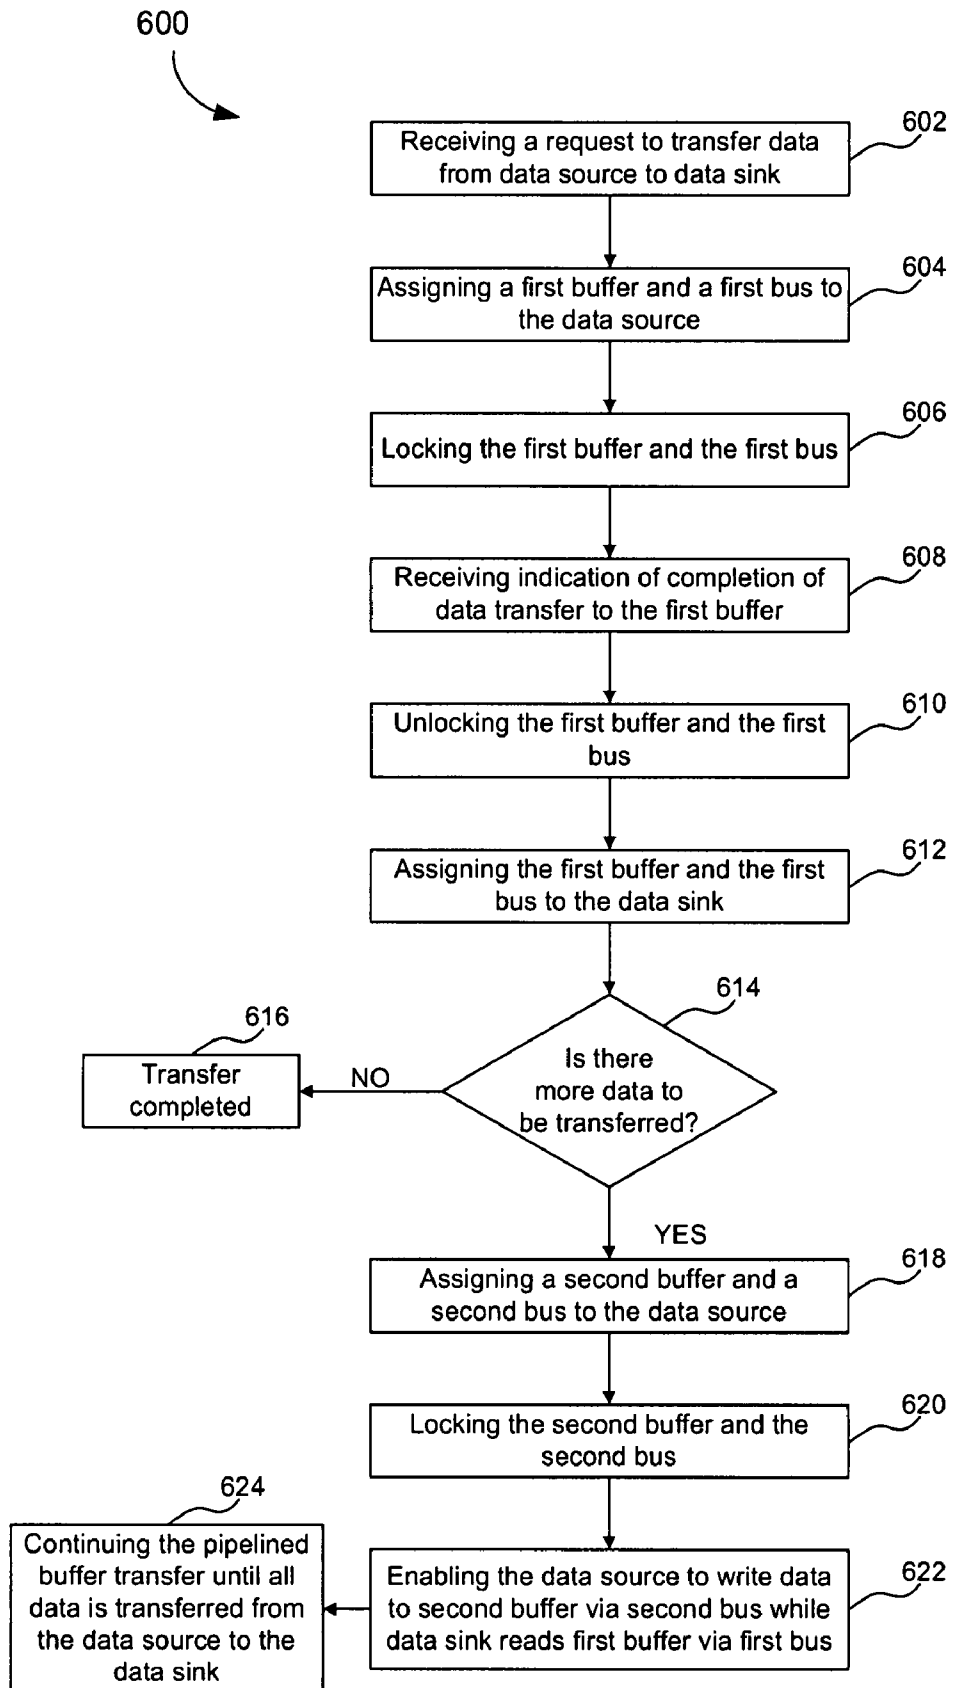 600
602
Receiving a request to transfer data
from data source to data sink
604
Assigning a first buffer and a first bus to
the data source
606
Locking the first buffer and the first bus
608
Receiving indication of completion of
data transfer to the first buffer
610
Unlocking the first buffer and the first
bus
612
Assigning the first buffer and the first
bus to the data sink
614
Is there
more data to
be transferred?
616
NO
Transfer
completed
YES
618
Assigning a second buffer and a
second bus to the data source
620
Locking the second buffer and the
second bus
622
Enabling the data source to write data
to second buffer via second bus while
data sink reads first buffer via first bus
624
Continuing the pipelined
buffer transfer until all
data is transferred from
the data source to the
data sink